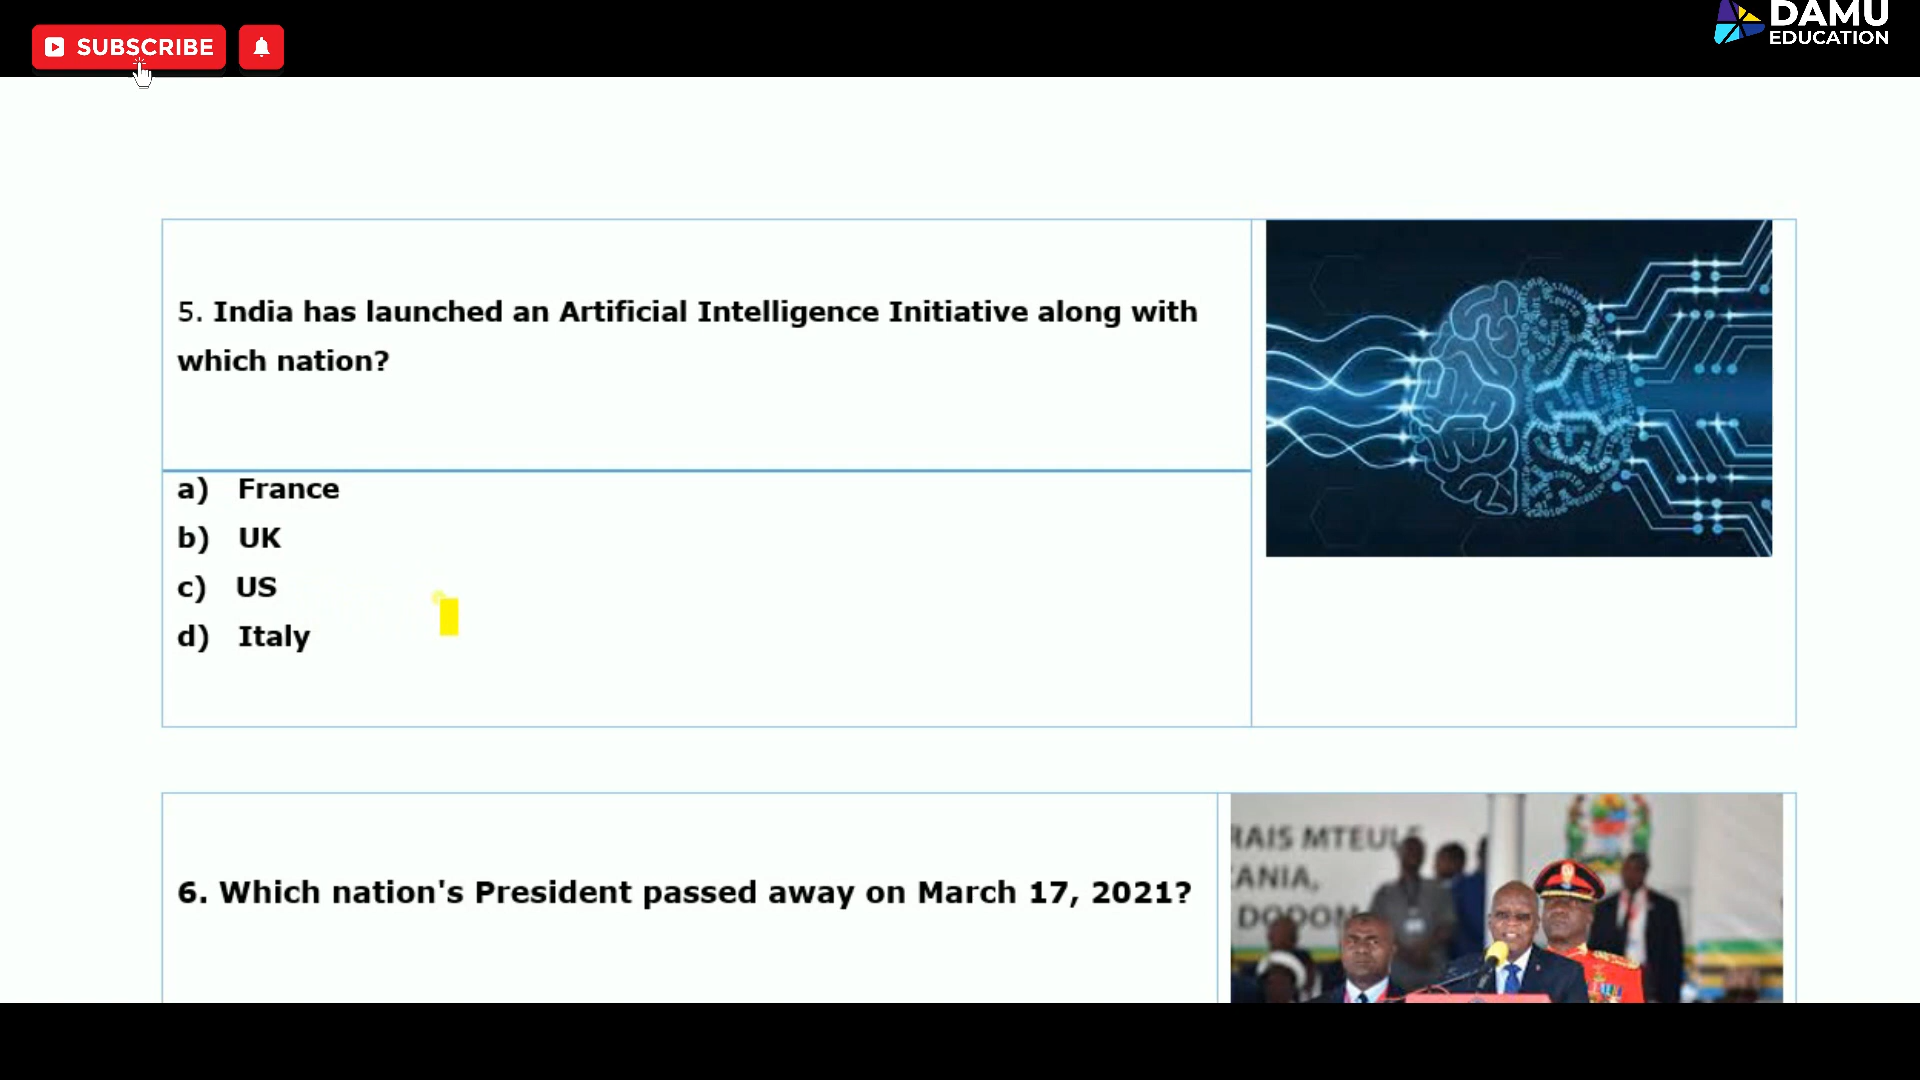 SUBSCRIBE
DAMU
EDUCATION
5. India has launched an Artificial Intelligence Initiative along with
which nation?
a) France
b) UK
c) US
d) Italy
6. Which nation's President passed away on March 17, 2021?
RAIS MTEULE
ZANIA,
DODOM